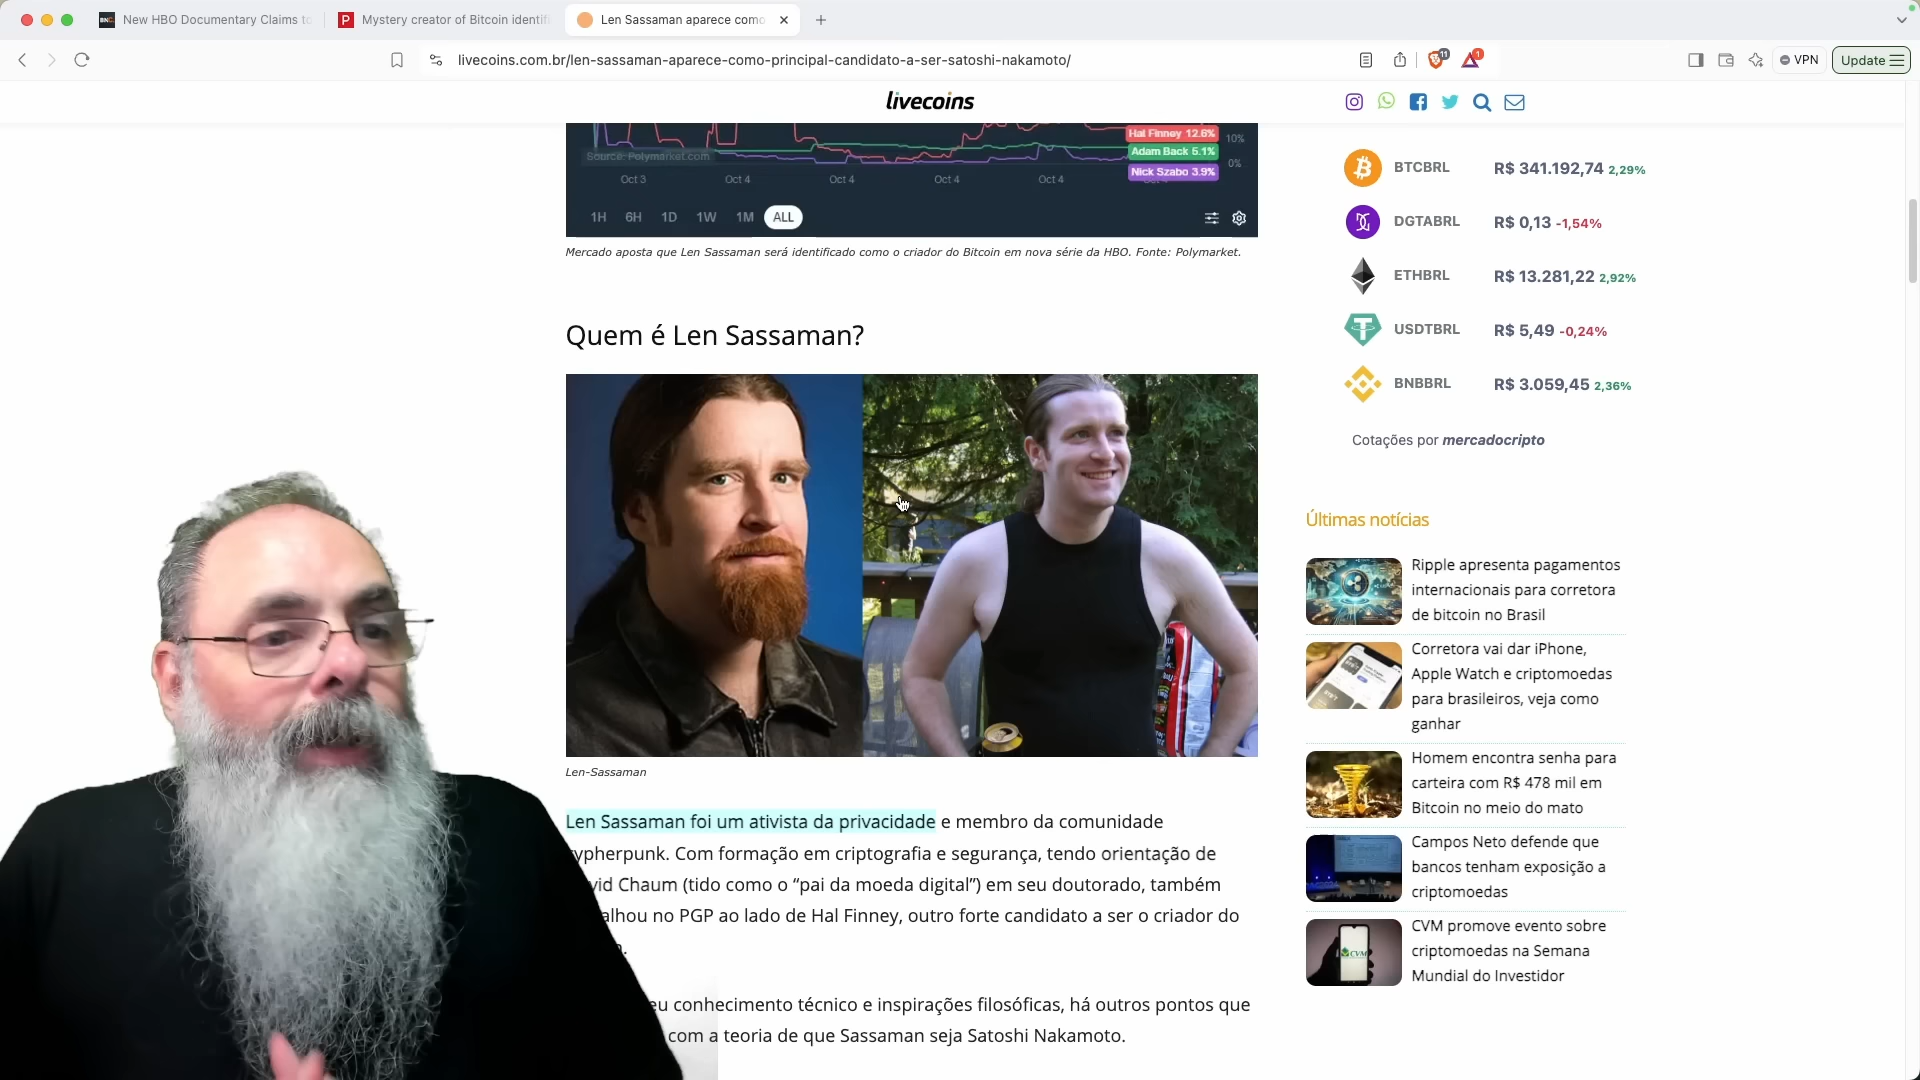 New HBO Documentary Claims to
Mystery creator of Bitcoin identifi
Len Sassaman aparece como
livecoins.com.br/len-sassaman-aparece-como-principal-candidato-a-ser-satoshi-nakamoto/
11
1
VPN
Update
livecoins
Hal Finney 12.6%
10%
Source: Polymarket.com
Adam Back 5.1%
0%
Nick Szabo 3.9%
Oct 3
Oct 4
Oct 4
Oct 4
Oct 4
1H
6H
1D
1W
1M
ALL
Mercado aposta que Len Sassaman será identificado como o criador do Bitcoin em nova série da HBO. Fonte: Polymarket.
Quem é Len Sassaman?
Len-Sassaman
Len Sassaman foi um ativista da privacidade e membro da comunidade
ypherpunk. Com formação em criptografia e segurança, tendo orientação de
vid Chaum (tido como o “pai da moeda digital”) em seu doutorado, também
alhou no PGP ao lado de Hal Finney, outro forte candidato a ser o criador do
eu conhecimento técnico e inspirações filosóficas, há outros pontos que
com a teoria de que Sassaman seja Satoshi Nakamoto.
BTCBRL R$ 341.192,74 2,29%
DGTABRL R$ 0,13 -1,54%
ETHBRL R$ 13.281,22 2,92%
USDTBRL R$ 5,49 -0,24%
BNBBRL R$ 3.059,45 2,36%
Cotações por mercadocripto
Últimas notícias
Ripple apresenta pagamentos
internacionais para corretora
de bitcoin no Brasil
Corretora vai dar iPhone,
Apple Watch e criptomoedas
para brasileiros, veja como
ganhar
Homem encontra senha para
carteira com R$ 478 mil em
Bitcoin no meio do mato
Campos Neto defende que
bancos tenham exposição a
criptomoedas
CVM promove evento sobre
criptomoedas na Semana
Mundial do Investidor